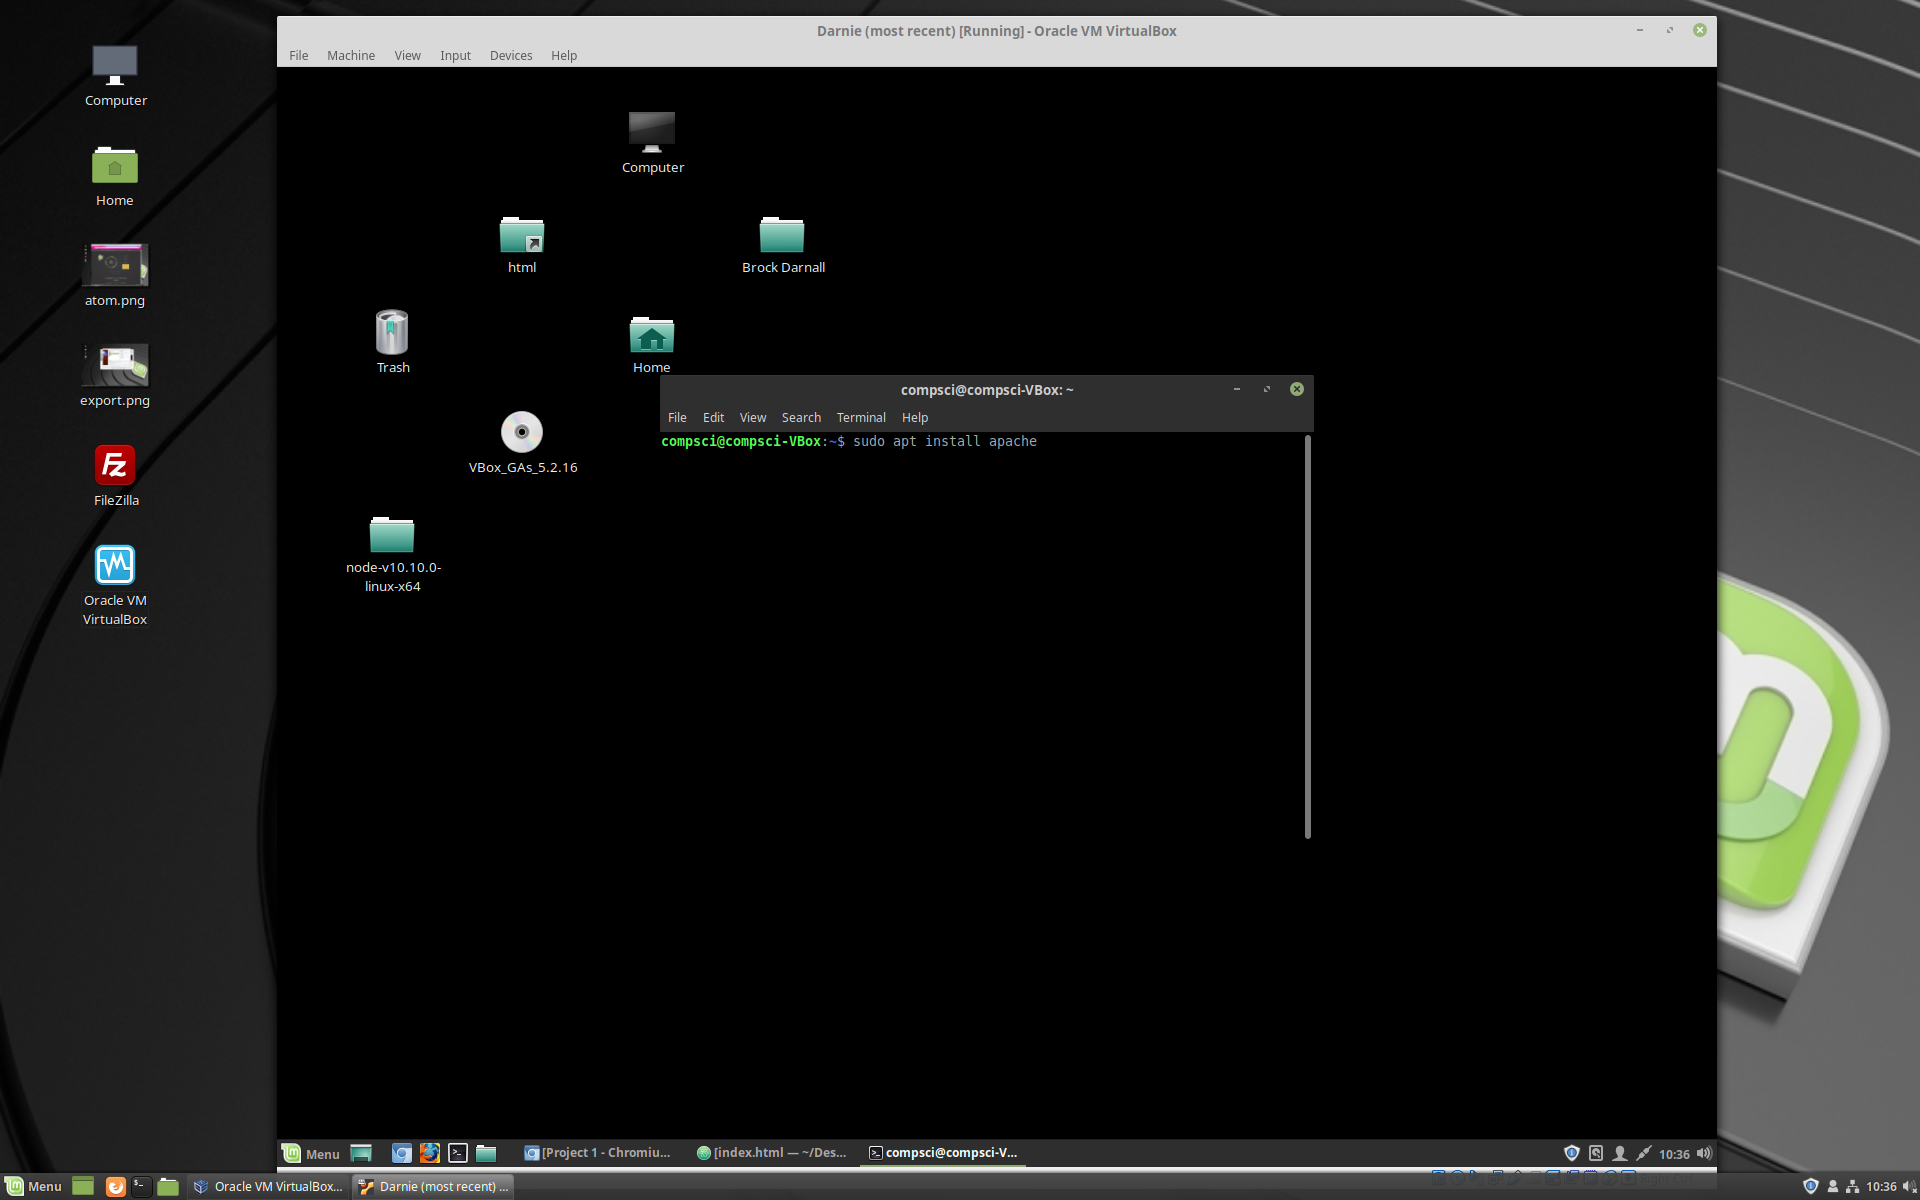 Darnie (most recent) [Running] - Oracle VM VirtualBox
File Machine View Input Devices Help
Computer
Home
atom.png
export.png
FileZilla
Oracle VM
VirtualBox
Computer
html
Brock Darnall
Trash
Home
VBox_GAs_5.2.16
node-v10.10.0-
linux-x64
compsci@compsci-VBox: ~
File Edit View Search Terminal Help
compsci@compsci-VBox:~$ sudo apt install apache
Menu [Project 1 - Chromiu... [index.html — ~/Des... compsci@compsci-V... 10:36
Menu Oracle VM VirtualBox... Darnie (most recent) ... 10:36